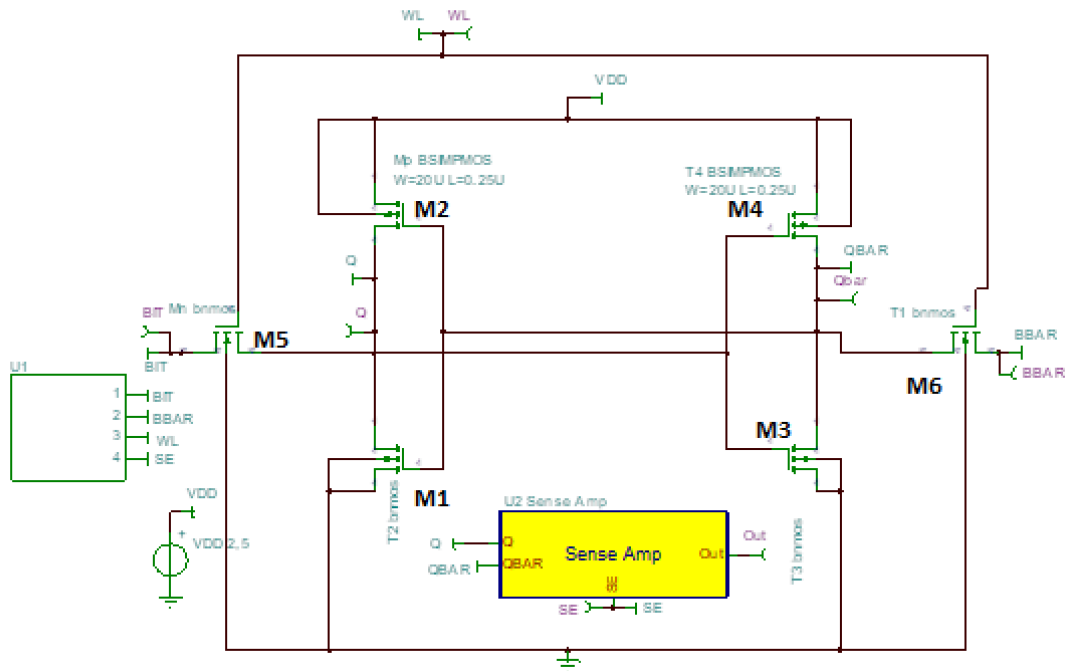 WL WL
VDD
Mp BSIMPMOS
W=20U L=0.25U
M2
T4 BSIMPMOS
W=20U L=0.25U
M4
Q
QBAR
Qbar
Q
BIT
Mn bnmos
M5
BIT
T1 bnmos
BBAR
BBAR
M6
U1
1 BIT
2 BBAR
3 WL
4 SE
VDD
+
VDD 2,5
M1
T2 bnmos
M3
T3 bnmos
U2 Sense Amp
Q Q
QBAR QBAR
Sense Amp
Out Out
SE SE